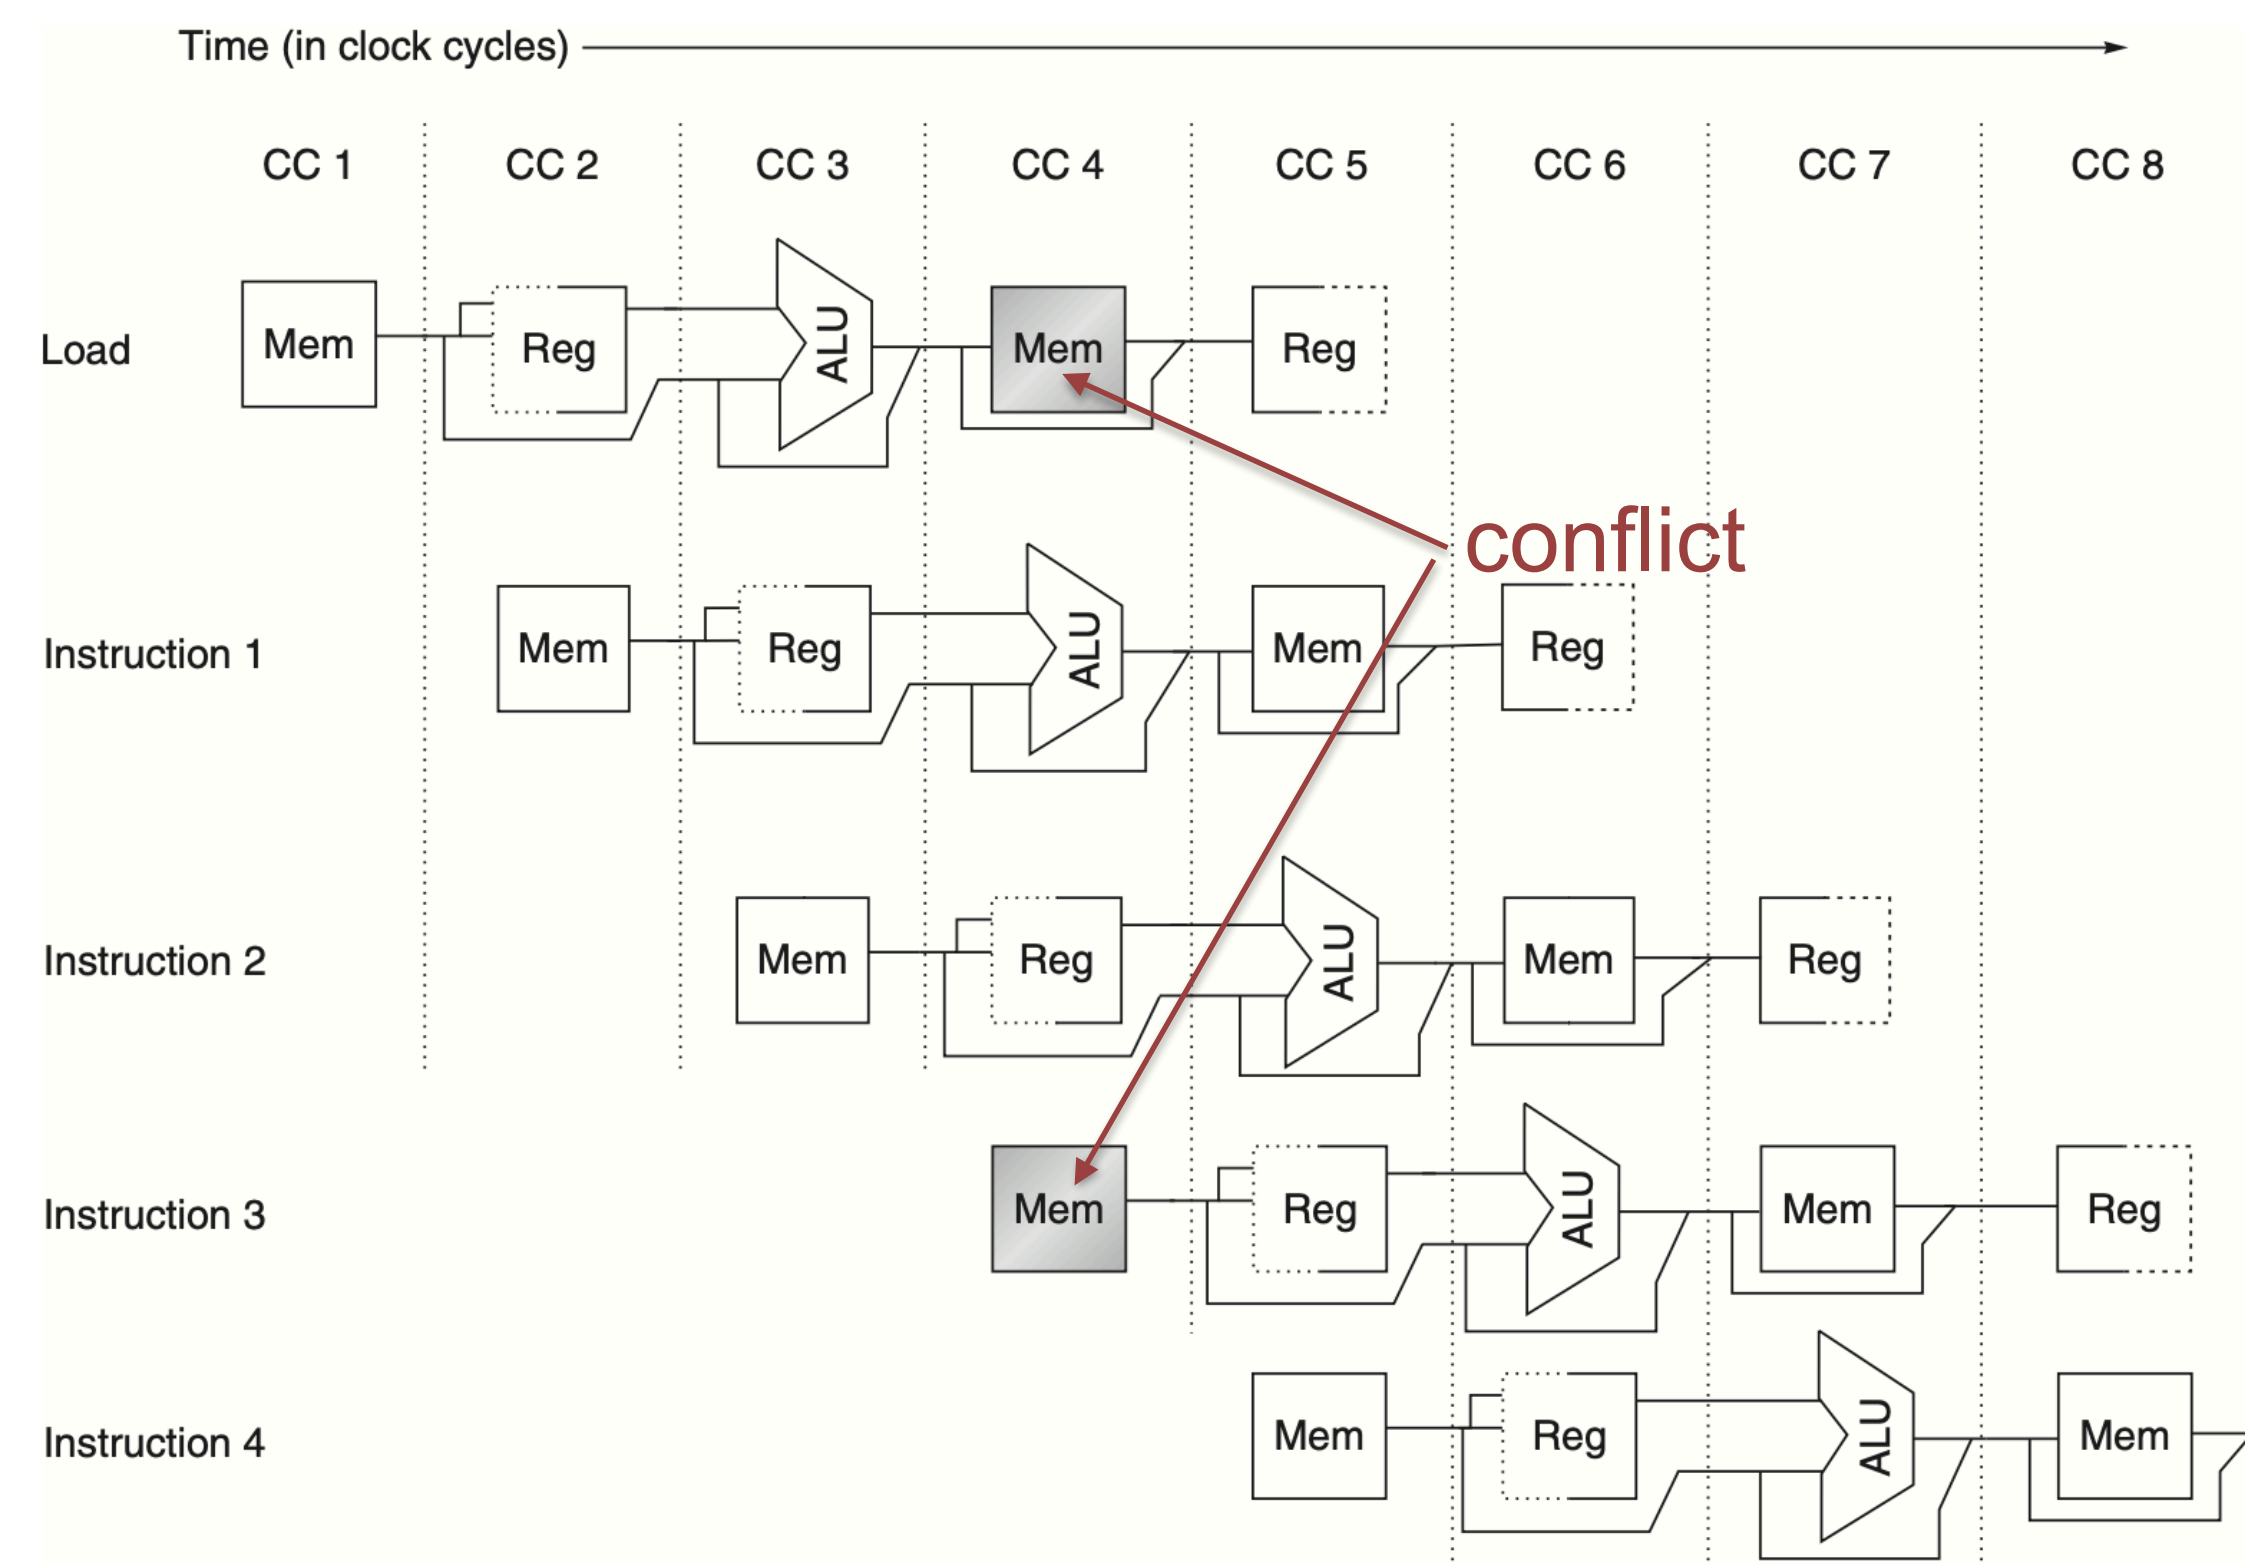 Time (in clock cycles)
CC 1 CC 2 CC 3 CC 4 CC 5 CC 6 CC 7 CC 8
Load Mem Reg ALU Mem Reg
conflict
Instruction 1 Mem Reg ALU Mem Reg
Instruction 2 Mem Reg ALU Mem Reg
Instruction 3 Mem Reg ALU Mem Reg
Instruction 4 Mem Reg ALU Mem